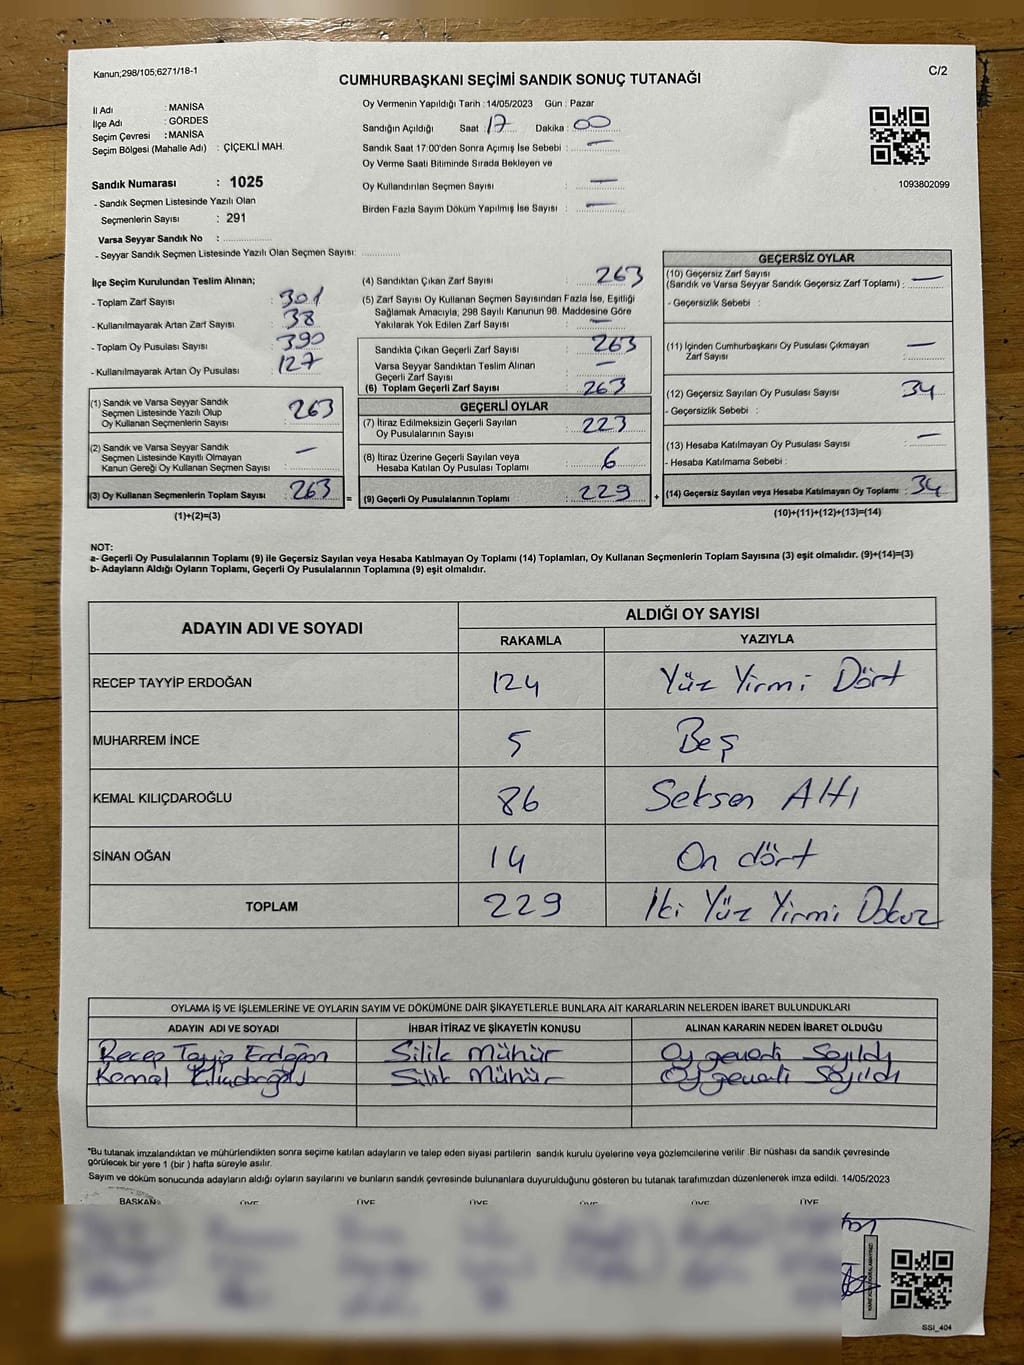 Kanun;298/105;6271/18-1
C/2
CUMHURBAŞKANI SEÇİMİ SANDIK SONUÇ TUTANAĞI
İl Adı : MANİSA
İlçe Adı : GÖRDES
Seçim Çevresi : MANİSA
Seçim Bölgesi (Mahalle Adı) : ÇİÇEKLİ MAH.
Sandık Numarası : 1025
- Sandık Seçmen Listesinde Yazılı Olan
Seçmenlerin Sayısı : 291
Varsa Seyyar Sandık No :
- Seyyar Sandık Seçmen Listesinde Yazılı Olan Seçmen Sayısı:
Oy Vermenin Yapıldığı Tarih : 14/05/2023 Gün : Pazar
Sandığın Açıldığı Saat 17 Dakika : 00
Sandık Saat 17:00'den Sonra Açımış İse Sebebi : —
Oy Verme Saati Bitiminde Sırada Bekleyen ve
Oy Kullandırılan Seçmen Sayısı : —
Birden Fazla Sayım Döküm Yapılmış İse Sayısı : —
1093802099
İlçe Seçim Kurulundan Teslim Alınan;
- Toplam Zarf Sayısı : 301
- Kullanılmayarak Artan Zarf Sayısı : 38
- Toplam Oy Pusulası Sayısı : 390
- Kullanılmayarak Artan Oy Pusulası : 127
(1) Sandık ve Varsa Seyyar Sandık
Seçmen Listesinde Yazılı Olup
Oy Kullanan Seçmenlerin Sayısı : 263
(2) Sandık ve Varsa Seyyar Sandık
Seçmen Listesinde Kayıtlı Olmayan
Kanun Gereği Oy Kullanan Seçmen Sayısı : —
(3) Oy Kullanan Seçmenlerin Toplam Sayısı : 263 =
(1)+(2)=(3)
(4) Sandıktan Çıkan Zarf Sayısı : 263
(5) Zarf Sayısı Oy Kullanan Seçmen Sayısından Fazla İse, Eşitliği
Sağlamak Amacıyla, 298 Sayılı Kanunun 98. Maddesine Göre
Yakılarak Yok Edilen Zarf Sayısı : —
Sandıkta Çıkan Geçerli Zarf Sayısı : 263
Varsa Seyyar Sandıktan Teslim Alınan
Geçerli Zarf Sayısı : —
(6) Toplam Geçerli Zarf Sayısı : 263
GEÇERLİ OYLAR
(7) İtiraz Edilmeksizin Geçerli Sayılan
Oy Pusulalarının Sayısı : 223
(8) İtiraz Üzerine Geçerli Sayılan veya
Hesaba Katılan Oy Pusulası Toplamı : 6
(9) Geçerli Oy Pusulalarının Toplamı : 229 +
GEÇERSİZ OYLAR
(10) Geçersiz Zarf Sayısı
(Sandık ve Varsa Seyyar Sandık Geçersiz Zarf Toplamı) : —
- Geçersizlik Sebebi :
(11) İçinden Cumhurbaşkanı Oy Pusulası Çıkmayan
Zarf Sayısı : —
(12) Geçersiz Sayılan Oy Pusulası Sayısı : 34
- Geçersizlik Sebebi :
(13) Hesaba Katılmayan Oy Pusulası Sayısı : —
- Hesaba Katılmama Sebebi :
(14) Geçersiz Sayılan veya Hesaba Katılmayan Oy Toplamı : 34
(10)+(11)+(12)+(13)=(14)
NOT:
a- Geçerli Oy Pusulalarının Toplamı (9) ile Geçersiz Sayılan veya Hesaba Katılmayan Oy Toplamı (14) Toplamları, Oy Kullanan Seçmenlerin Toplam Sayısına (3) eşit olmalıdır. (9)+(14)=(3)
b- Adayların Aldığı Oyların Toplamı, Geçerli Oy Pusulalarının Toplamına (9) eşit olmalıdır.
ADAYIN ADI VE SOYADI
ALDIĞI OY SAYISI
RAKAMLA YAZIYLA
RECEP TAYYİP ERDOĞAN 124 Yüz Yirmi Dört
MUHARREM İNCE 5 Beş
KEMAL KILIÇDAROĞLU 86 Seksen Altı
SİNAN OĞAN 14 On dört
TOPLAM 229 İki Yüz Yirmi Dokuz
OYLAMA İŞ VE İŞLEMLERİNE VE OYLARIN SAYIM VE DÖKÜMÜNE DAİR ŞİKAYETLERLE BUNLARA AİT KARARLARIN NELERDEN İBARET BULUNDUKLARI
ADAYIN ADI VE SOYADI İHBAR İTİRAZ VE ŞİKAYETİN KONUSU ALINAN KARARIN NEDEN İBARET OLDUĞU
Recep Tayyip Erdoğan Silik Mühür Oy geçerli Sayıldı
Kemal Kılıçdaroğlu Silik Mühür Oy geçerli Sayıldı
*Bu tutanak imzalandıktan ve mühürlendikten sonra seçime katılan adayların ve talep eden siyasi partilerin sandık kurulu üyelerine veya gözlemcilerine verilir .Bir nüshası da sandık çevresinde
görülecek bir yere 1 (bir ) hafta süreyle asılır.
Sayım ve döküm sonucunda adayların aldığı oyların sayılarını ve bunların sandık çevresinde bulunanlara duyurulduğunu gösteren bu tutanak tarafımızdan düzenlenerek imza edildi. 14/05/2023
BAŞKAN ÜYE ÜYE ÜYE ÜYE ÜYE ÜYE
SSİ_404